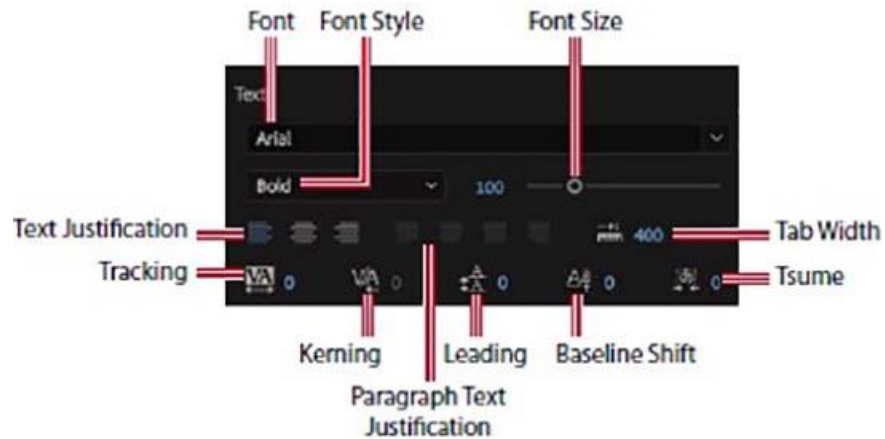 Font Font Style Font Size
Text
Arial
Bold 100
Text Justification 400 Tab Width
Tracking VA 0 V/A 0 A A 0 0 0 Tsume
Kerning Leading Baseline Shift
Paragraph Text
Justification